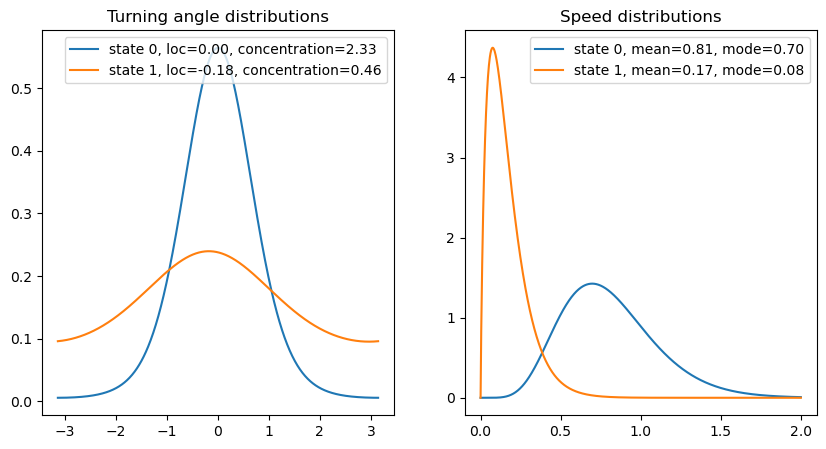 Turning angle distributions
state 0, loc=0.00, concentration=2.33
state 1, loc=-0.18, concentration=0.46
0.5
0.4
0.3
0.2
0.1
0.0
−3 −2 −1 0 1 2 3
Speed distributions
state 0, mean=0.81, mode=0.70
state 1, mean=0.17, mode=0.08
4
3
2
1
0
0.0 0.5 1.0 1.5 2.0